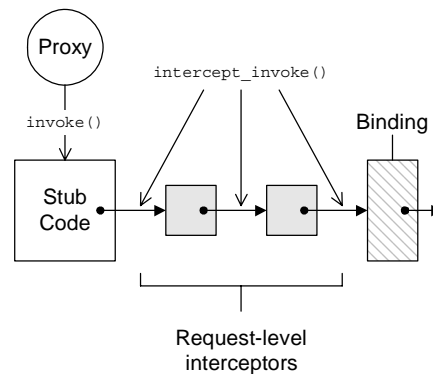 Proxy
intercept_invoke()
invoke()
Binding
Stub
Code
Request-level
interceptors